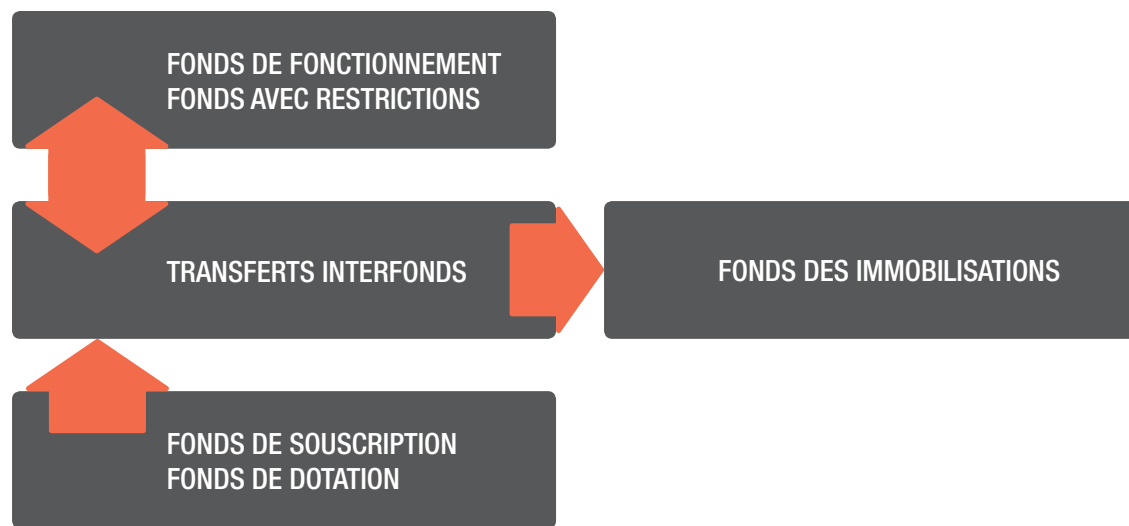 FONDS DE FONCTIONNEMENT
FONDS AVEC RESTRICTIONS
TRANSFERTS INTERFONDS
FONDS DES IMMOBILISATIONS
FONDS DE SOUSCRIPTION
FONDS DE DOTATION